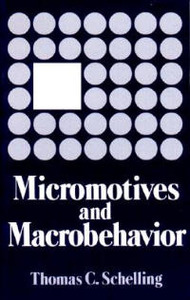 Micromotives
and
Macrobehavior
Thomas C. Schelling